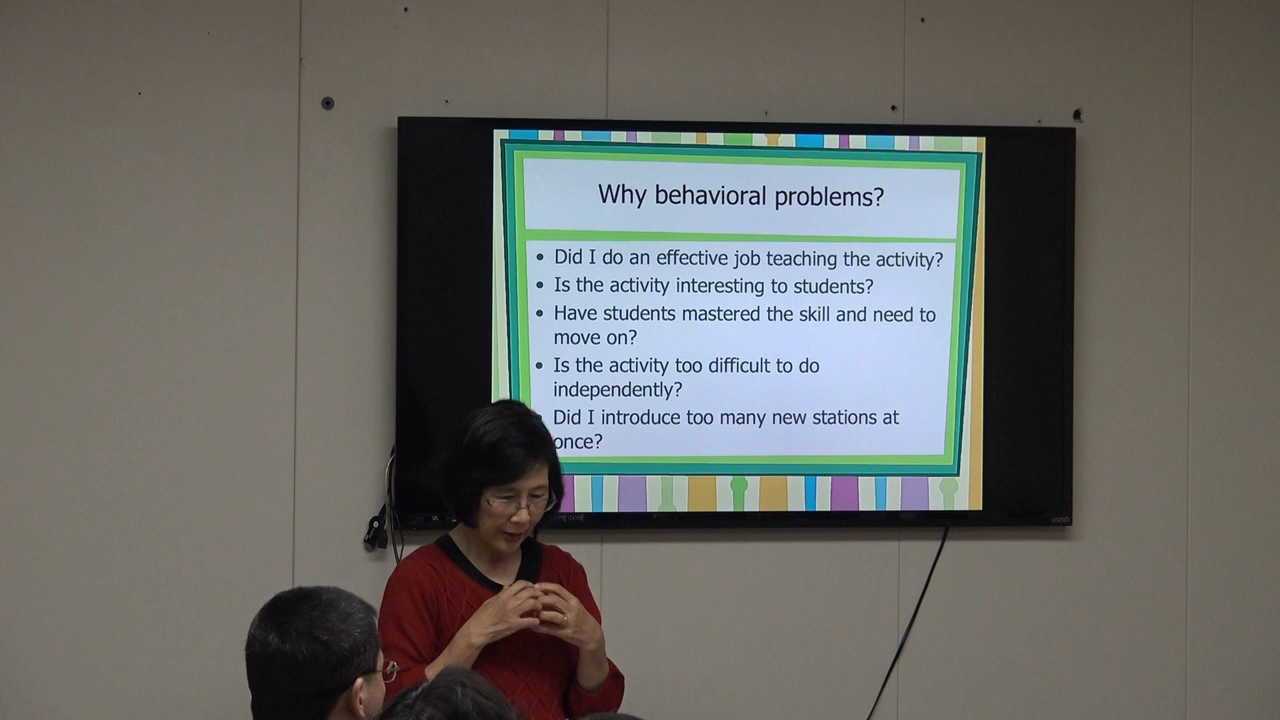 Why behavioral problems?
• Did I do an effective job teaching the activity?
• Is the activity interesting to students?
• Have students mastered the skill and need to
move on?
• Is the activity too difficult to do
independently?
Did I introduce too many new stations at
once?
VIZIO